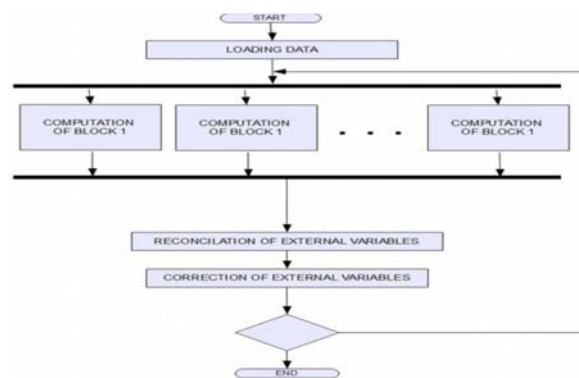 START
LOADING DATA
COMPUTATION
OF BLOCK 1
COMPUTATION
OF BLOCK 1
. . .
COMPUTATION
OF BLOCK 1
RECONCILATION OF EXTERNAL VARIABLES
CORRECTION OF EXTERNAL VARIABLES
END